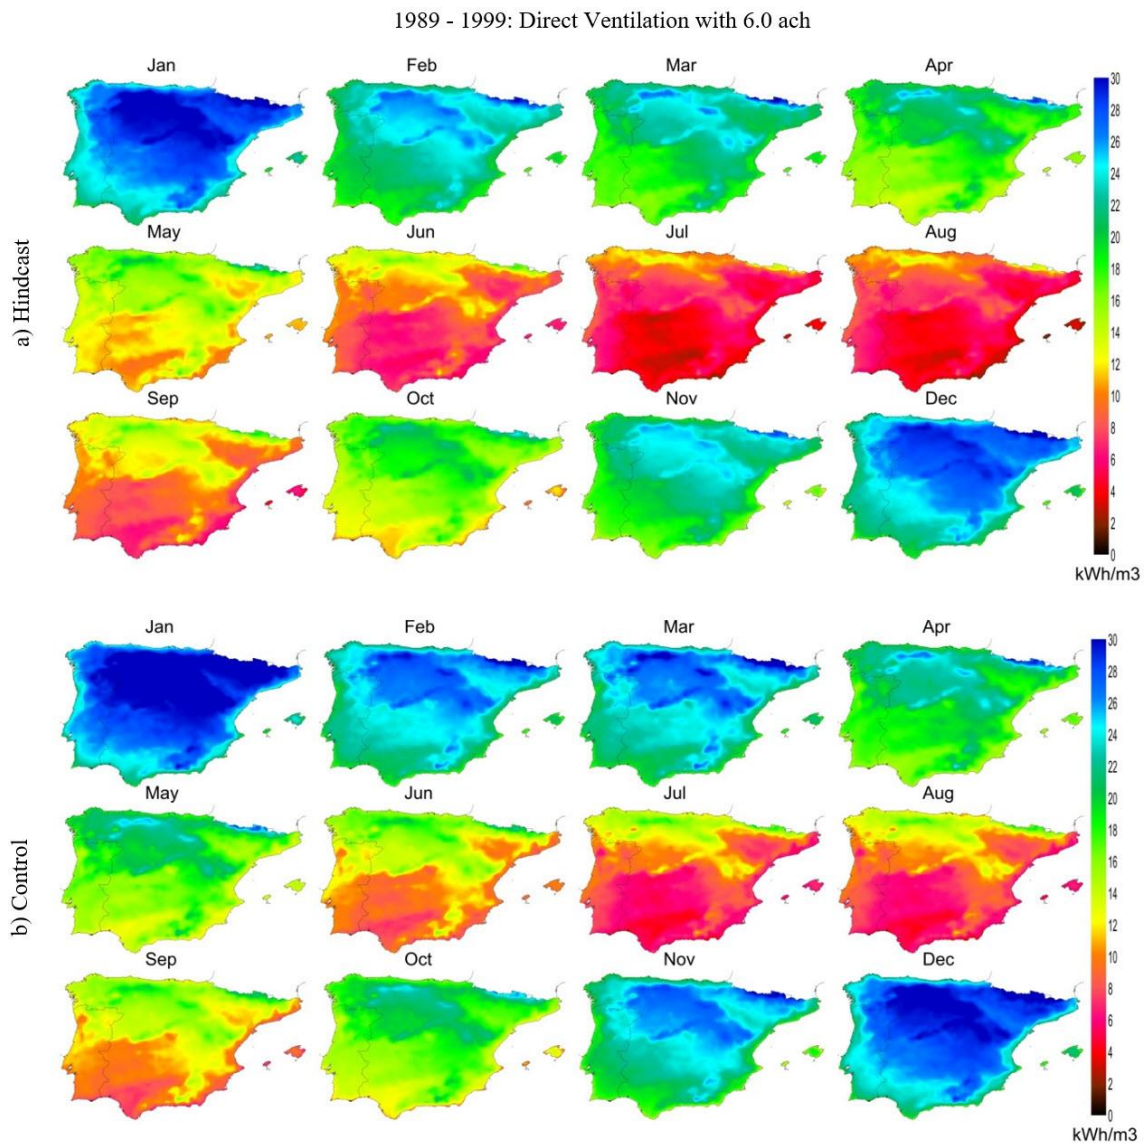 1989 - 1999: Direct Ventilation with 6.0 ach
a) Hindcast
Jan Feb Mar Apr
May Jun Jul Aug
Sep Oct Nov Dec
30
28
26
24
22
20
18
16
14
12
10
8
6
4
2
0
kWh/m3
b) Control
Jan Feb Mar Apr
May Jun Jul Aug
Sep Oct Nov Dec
30
28
26
24
22
20
18
16
14
12
10
8
6
4
2
0
kWh/m3